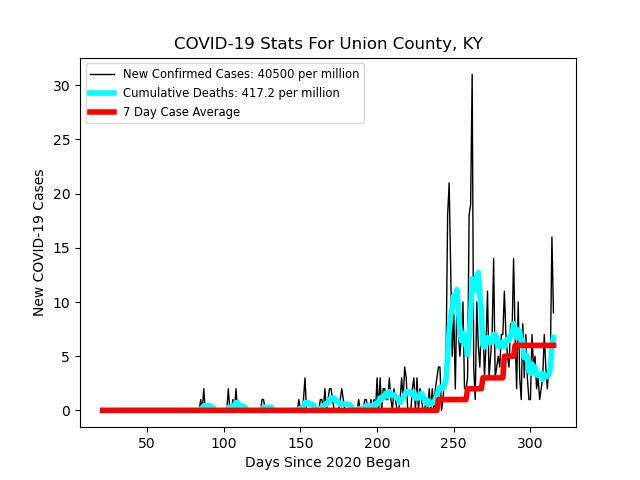 COVID-19 Stats For Union County, KY
New Confirmed Cases: 40500 per million
Cumulative Deaths: 417.2 per million
7 Day Case Average
30
25
20
15
10
5
0
New COVID-19 Cases
50 100 150 200 250 300
Days Since 2020 Began